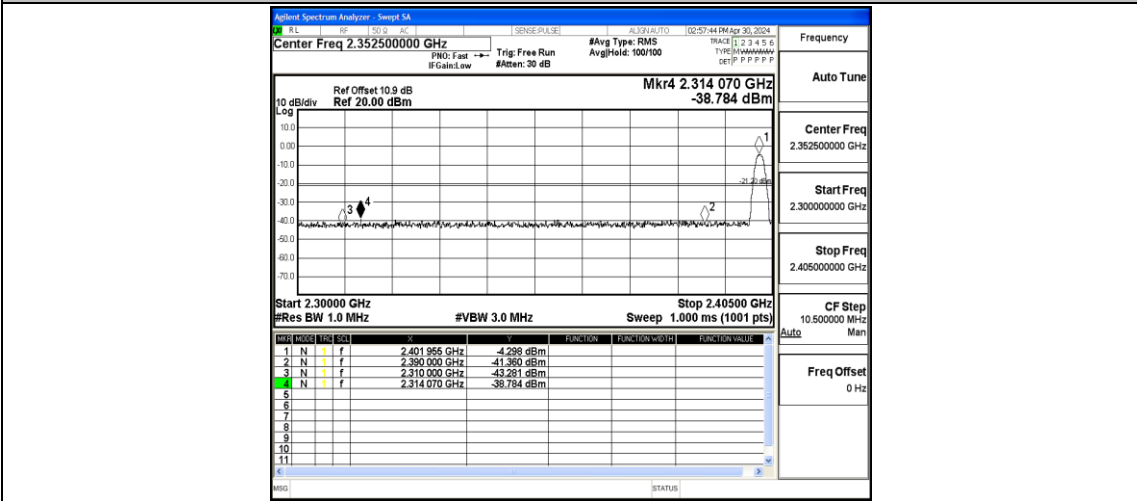 Agilent Spectrum Analyzer - Swept SA
RL RF 50 Ω AC SENSE:PULSE ALIGN AUTO 02:57:44 PM Apr 30, 2024
Center Freq 2.352500000 GHz
PNO: Fast
IFGain:Low
Trig: Free Run
#Atten: 30 dB
#Avg Type: RMS
Avg|Hold: 100/100
TRACE 1 2 3 4 5 6
TYPE M
DET P P P P P P
Mkr4 2.314 070 GHz
-38.784 dBm
Ref Offset 10.9 dB
10 dB/div Ref 20.00 dBm
Log
10.0
0.00
-10.0
-20.0
-30.0
-40.0
-50.0
-60.0
-70.0
1
-21.20 dBm
2
3
4
Start 2.30000 GHz Stop 2.40500 GHz
#Res BW 1.0 MHz #VBW 3.0 MHz Sweep 1.000 ms (1001 pts)
MKR MODE TRC SCL X Y FUNCTION FUNCTION WIDTH FUNCTION VALUE
1 N 1 f 2.401 955 GHz -4.298 dBm
2 N 1 f 2.390 000 GHz -41.360 dBm
3 N 1 f 2.310 000 GHz -43.281 dBm
4 N 1 f 2.314 070 GHz -38.784 dBm
5
6
7
8
9
10
11
MSG STATUS
Frequency
Auto Tune
Center Freq
2.352500000 GHz
Start Freq
2.300000000 GHz
Stop Freq
2.405000000 GHz
CF Step
10.500000 MHz
Auto Man
Freq Offset
0 Hz